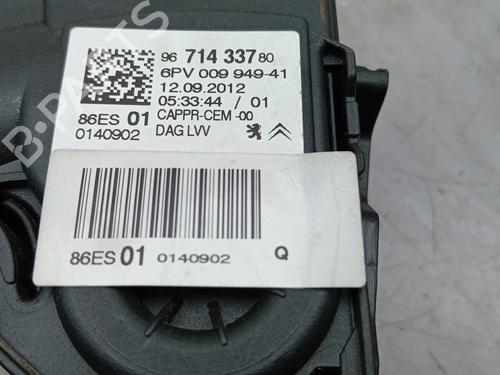 96 714 337 80
6PV 009 949-41
12.09.2012
05:33:44 / 01
86ES 01 CAPPR-CEM -00
0140902 DAG LVV
86ES 01 0140902 Q
B-PARTS